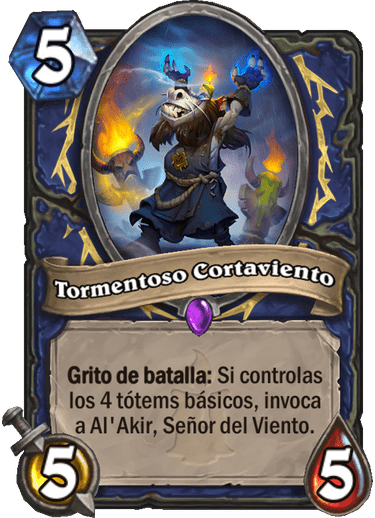 5
Tormentoso Cortaviento
Grito de batalla: Si controlas
los 4 tótems básicos, invoca
a Al'Akir, Señor del Viento.
5
5